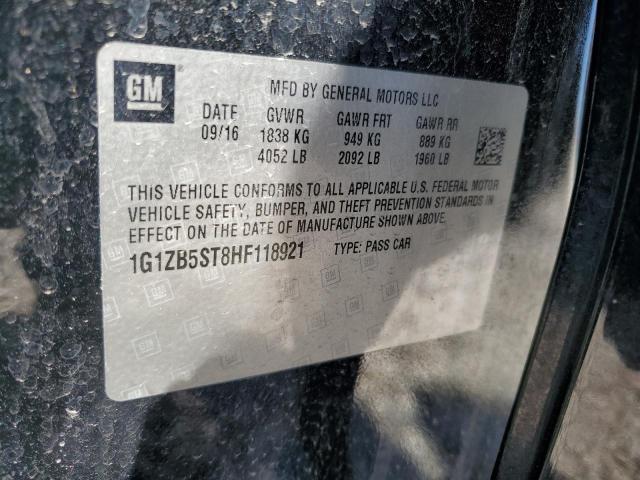 GM
MFD BY GENERAL MOTORS LLC
DATE GVWR GAWR FRT GAWR RR
09/16 1838 KG 949 KG 889 KG
4052 LB 2092 LB 1960 LB
THIS VEHICLE CONFORMS TO ALL APPLICABLE U.S. FEDERAL MOTOR
VEHICLE SAFETY, BUMPER, AND THEFT PREVENTION STANDARDS IN
EFFECT ON THE DATE OF MANUFACTURE SHOWN ABOVE.
1G1ZB5ST8HF118921 TYPE: PASS CAR